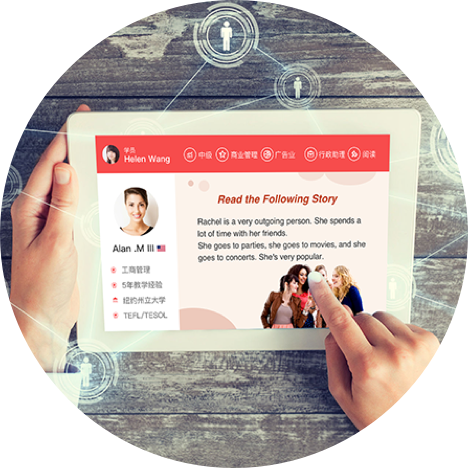 学员
Helen Wang
中级
商业管理
广告业
行政助理
阅读
Alan .M III
工商管理
5年教学经验
纽约州立大学
TEFL/TESOL
Read the Following Story
Rachel is a very outgoing person. She spends a
lot of time with her friends.
She goes to parties, she goes to movies, and she
goes to concerts. She's very popular.